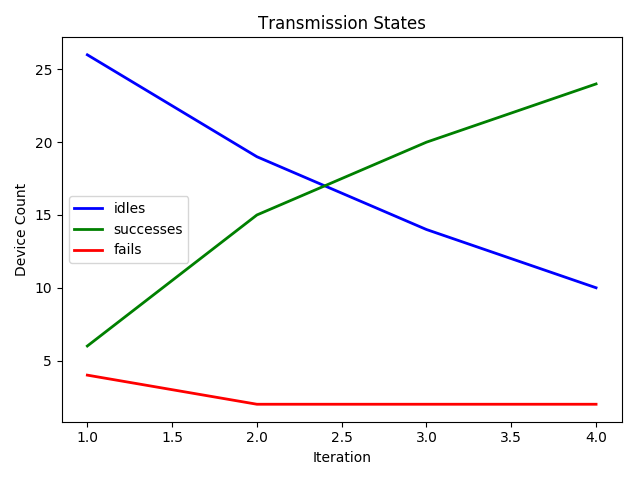 Transmission States
Device Count
25
20
15
10
5
idles
successes
fails
1.0 1.5 2.0 2.5 3.0 3.5 4.0
Iteration